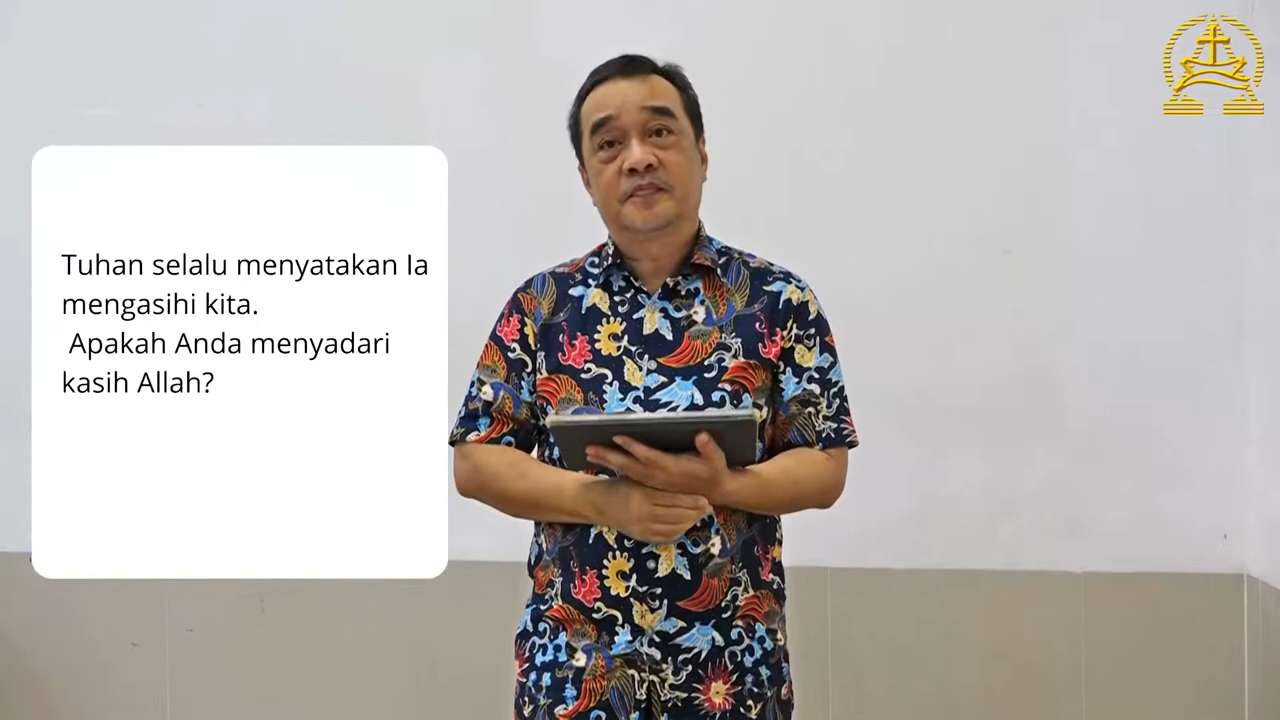 Tuhan selalu menyatakan Ia
mengasihi kita.
Apakah Anda menyadari
kasih Allah?